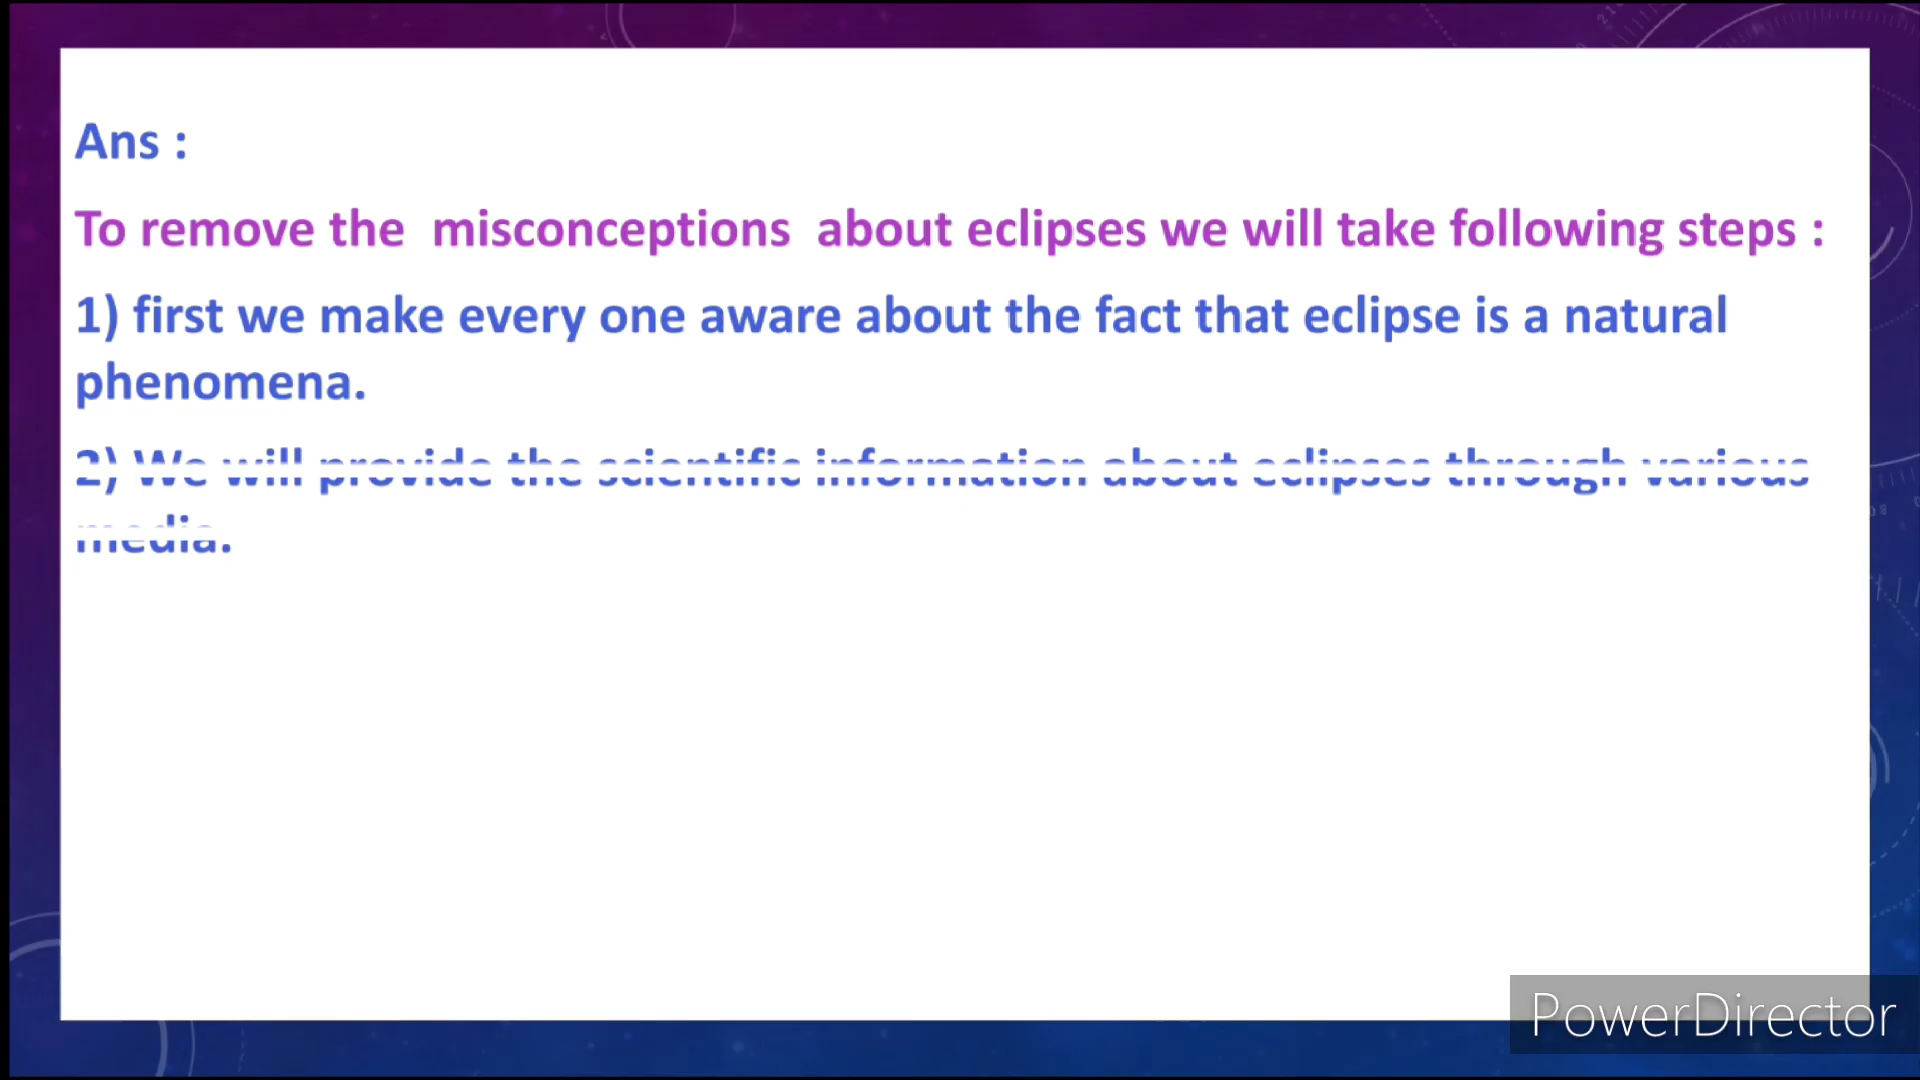 Ans :
To remove the misconceptions about eclipses we will take following steps :
1) first we make every one aware about the fact that eclipse is a natural
phenomena.
2) We will provide the scientific information about eclipses through various
media.
PowerDirector